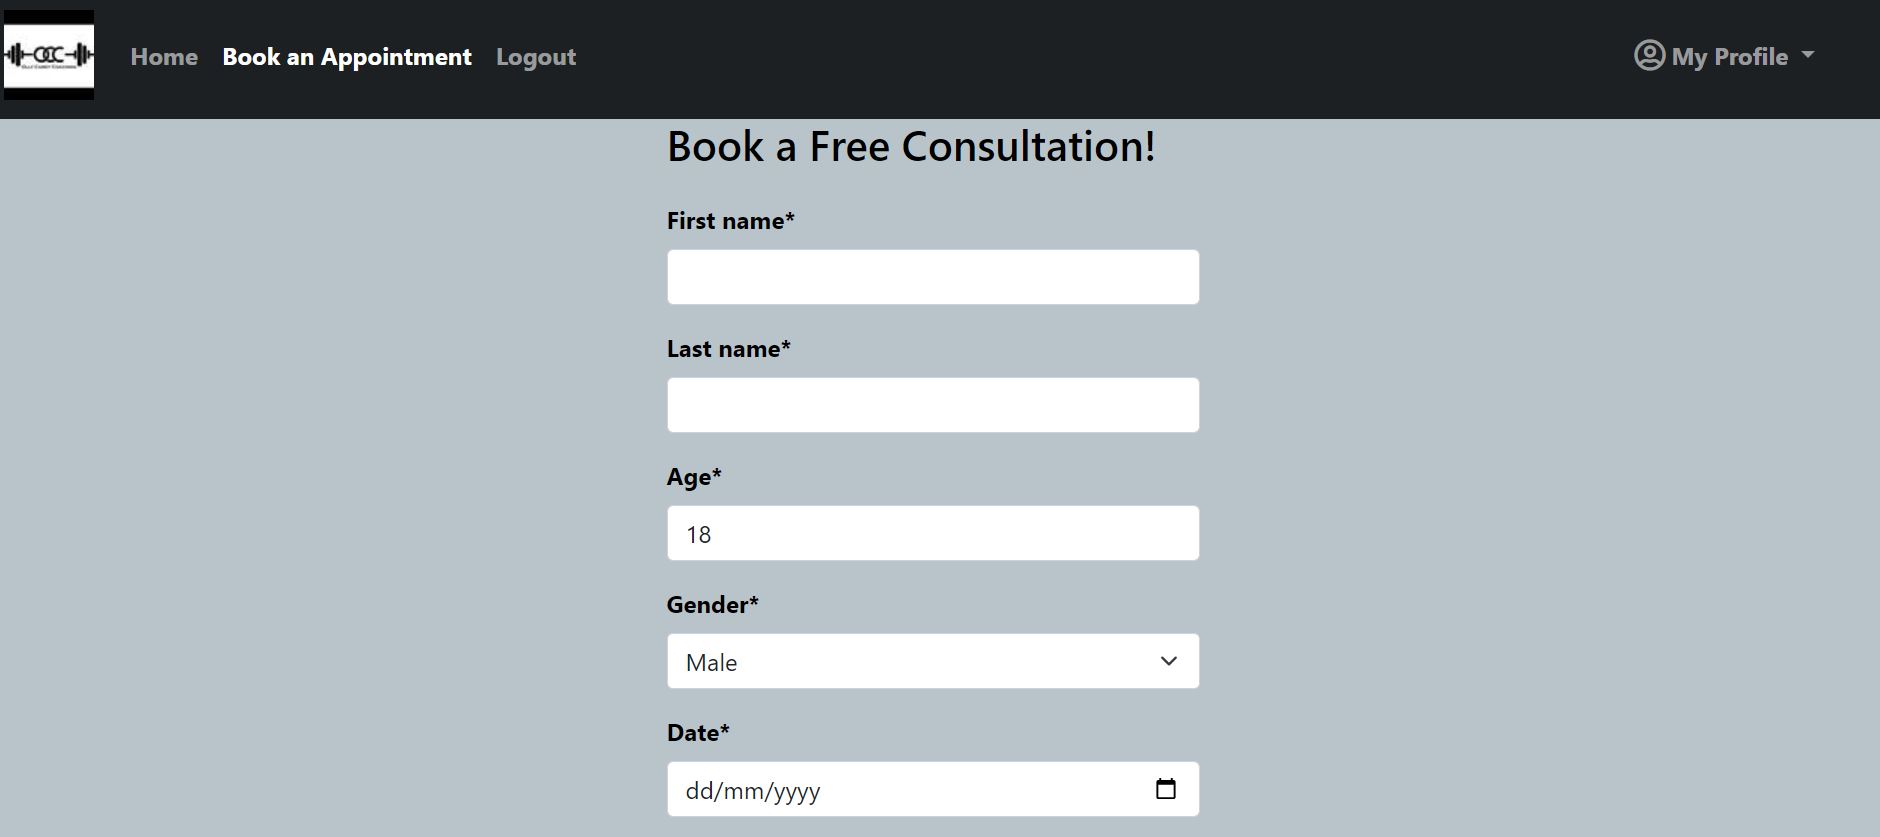 OCC
Home
Book an Appointment
Logout
My Profile
Book a Free Consultation!
First name*
Last name*
Age*
18
Gender*
Male
Date*
dd/mm/yyyy